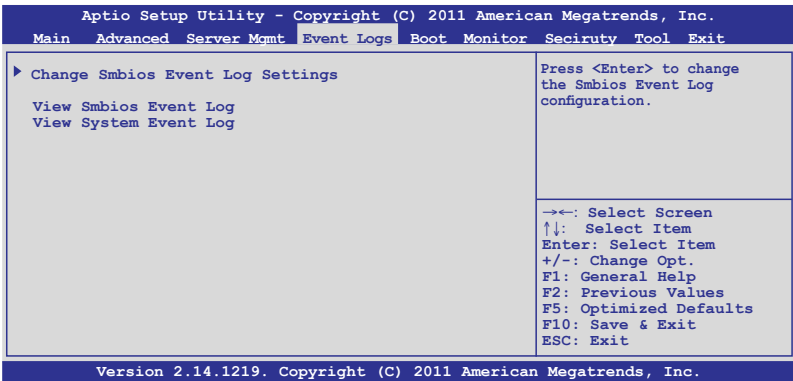 Aptio Setup Utility - Copyright (C) 2011 American Megatrends, Inc.
Main Advanced Server Mgmt Event Logs Boot Monitor Seciruty Tool Exit
Change Smbios Event Log Settings
View Smbios Event Log
View System Event Log
Press <Enter> to change
the Smbios Event Log
configuration.
→←: Select Screen
↑↓: Select Item
Enter: Select Item
+/-: Change Opt.
F1: General Help
F2: Previous Values
F5: Optimized Defaults
F10: Save & Exit
ESC: Exit
Version 2.14.1219. Copyright (C) 2011 American Megatrends, Inc.